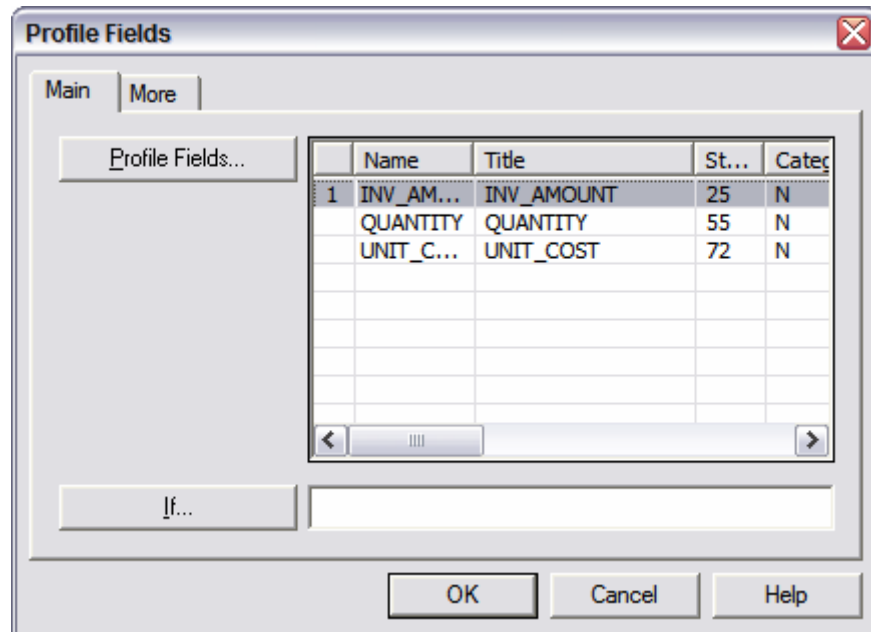 Profile Fields
Main More
Profile Fields...
Name Title St... Categ
1 INV_AM... INV_AMOUNT 25 N
QUANTITY QUANTITY 55 N
UNIT_C... UNIT_COST 72 N
If...
OK Cancel Help